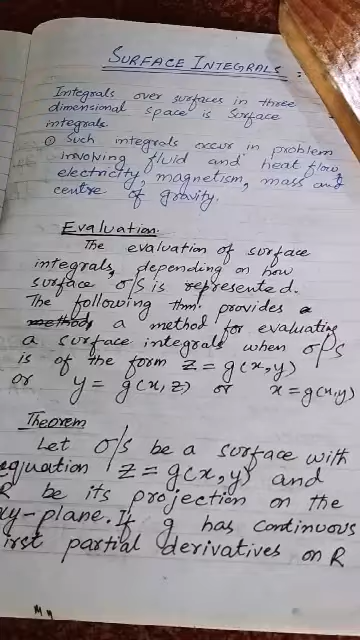 SURFACE INTEGRALS :
Integrals over surfaces in three
dimensional space is Surface
integrals.
① Such integrals occur in problem
involving fluid and heat flow,
electricity, magnetism, mass and
centre of gravity.
Evaluation.
The evaluation of surface
integrals, depending on how
surface σ/S is represented.
The following thm. provides a
method, a method for evaluating
a surface integrals when σ/S
is of the form z = g(x,y)
or y = g(x,z) or x = g(x,y)
Theorem
Let σ/S be a surface with
equation z = g(x,y) and
R be its projection on the
xy-plane. If g has continuous
first partial derivatives on R